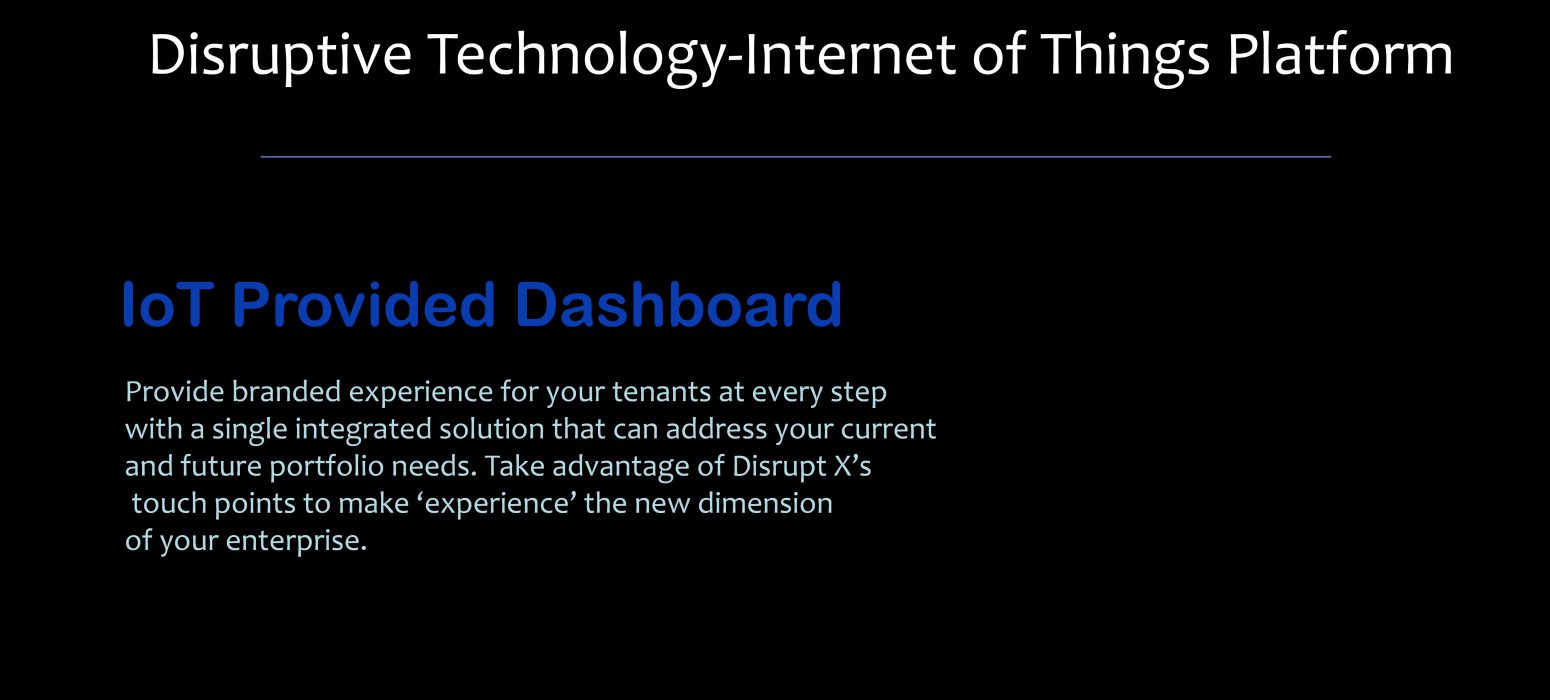 Disruptive Technology-Internet of Things Platform
IoT Provided Dashboard
Provide branded experience for your tenants at every step
with a single integrated solution that can address your current
and future portfolio needs. Take advantage of Disrupt X’s
touch points to make ‘experience’ the new dimension
of your enterprise.